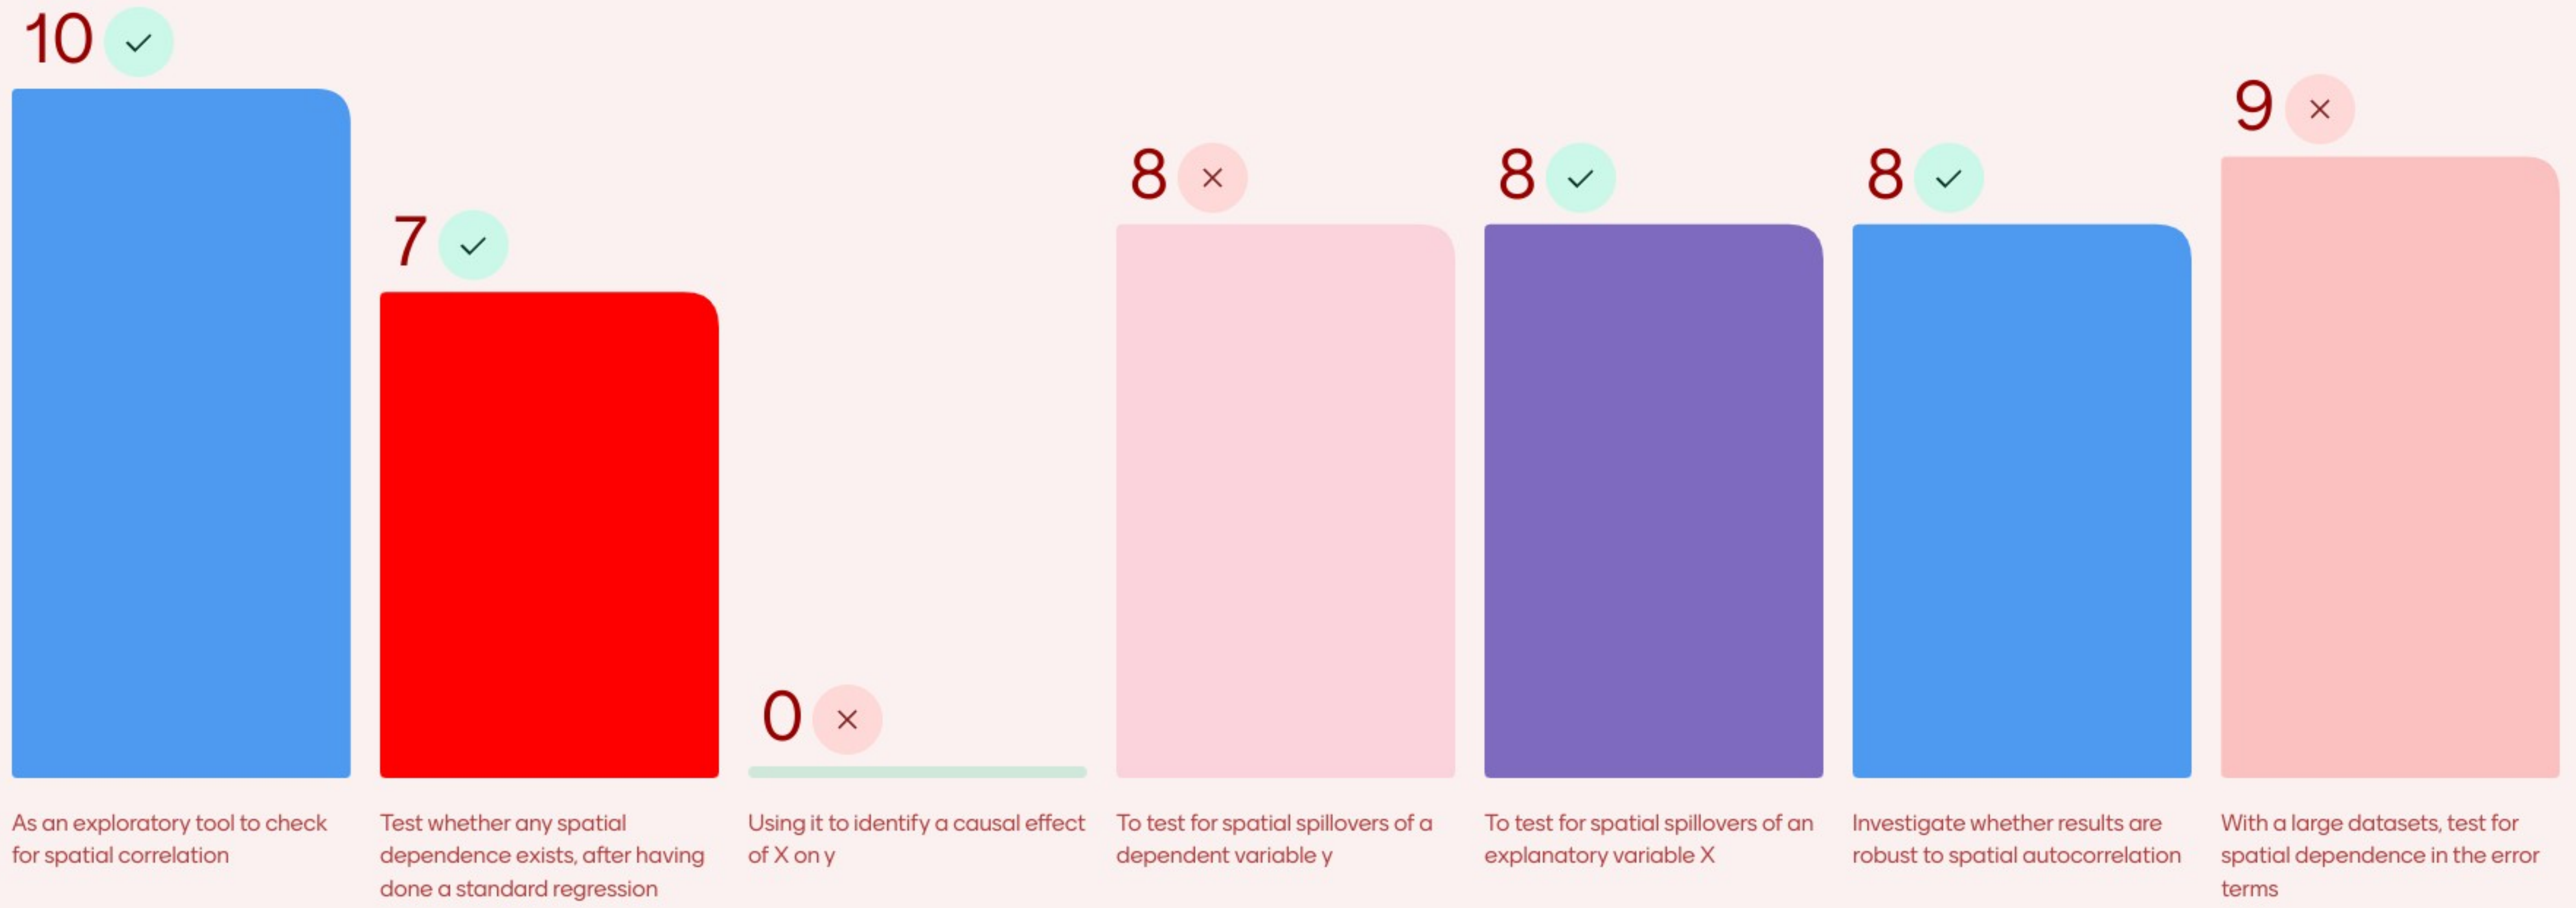 10
7
0
8
8
8
9
As an exploratory tool to check
for spatial correlation
Test whether any spatial
dependence exists, after having
done a standard regression
Using it to identify a causal effect
of X on y
To test for spatial spillovers of a
dependent variable y
To test for spatial spillovers of an
explanatory variable X
Investigate whether results are
robust to spatial autocorrelation
With a large datasets, test for
spatial dependence in the error
terms